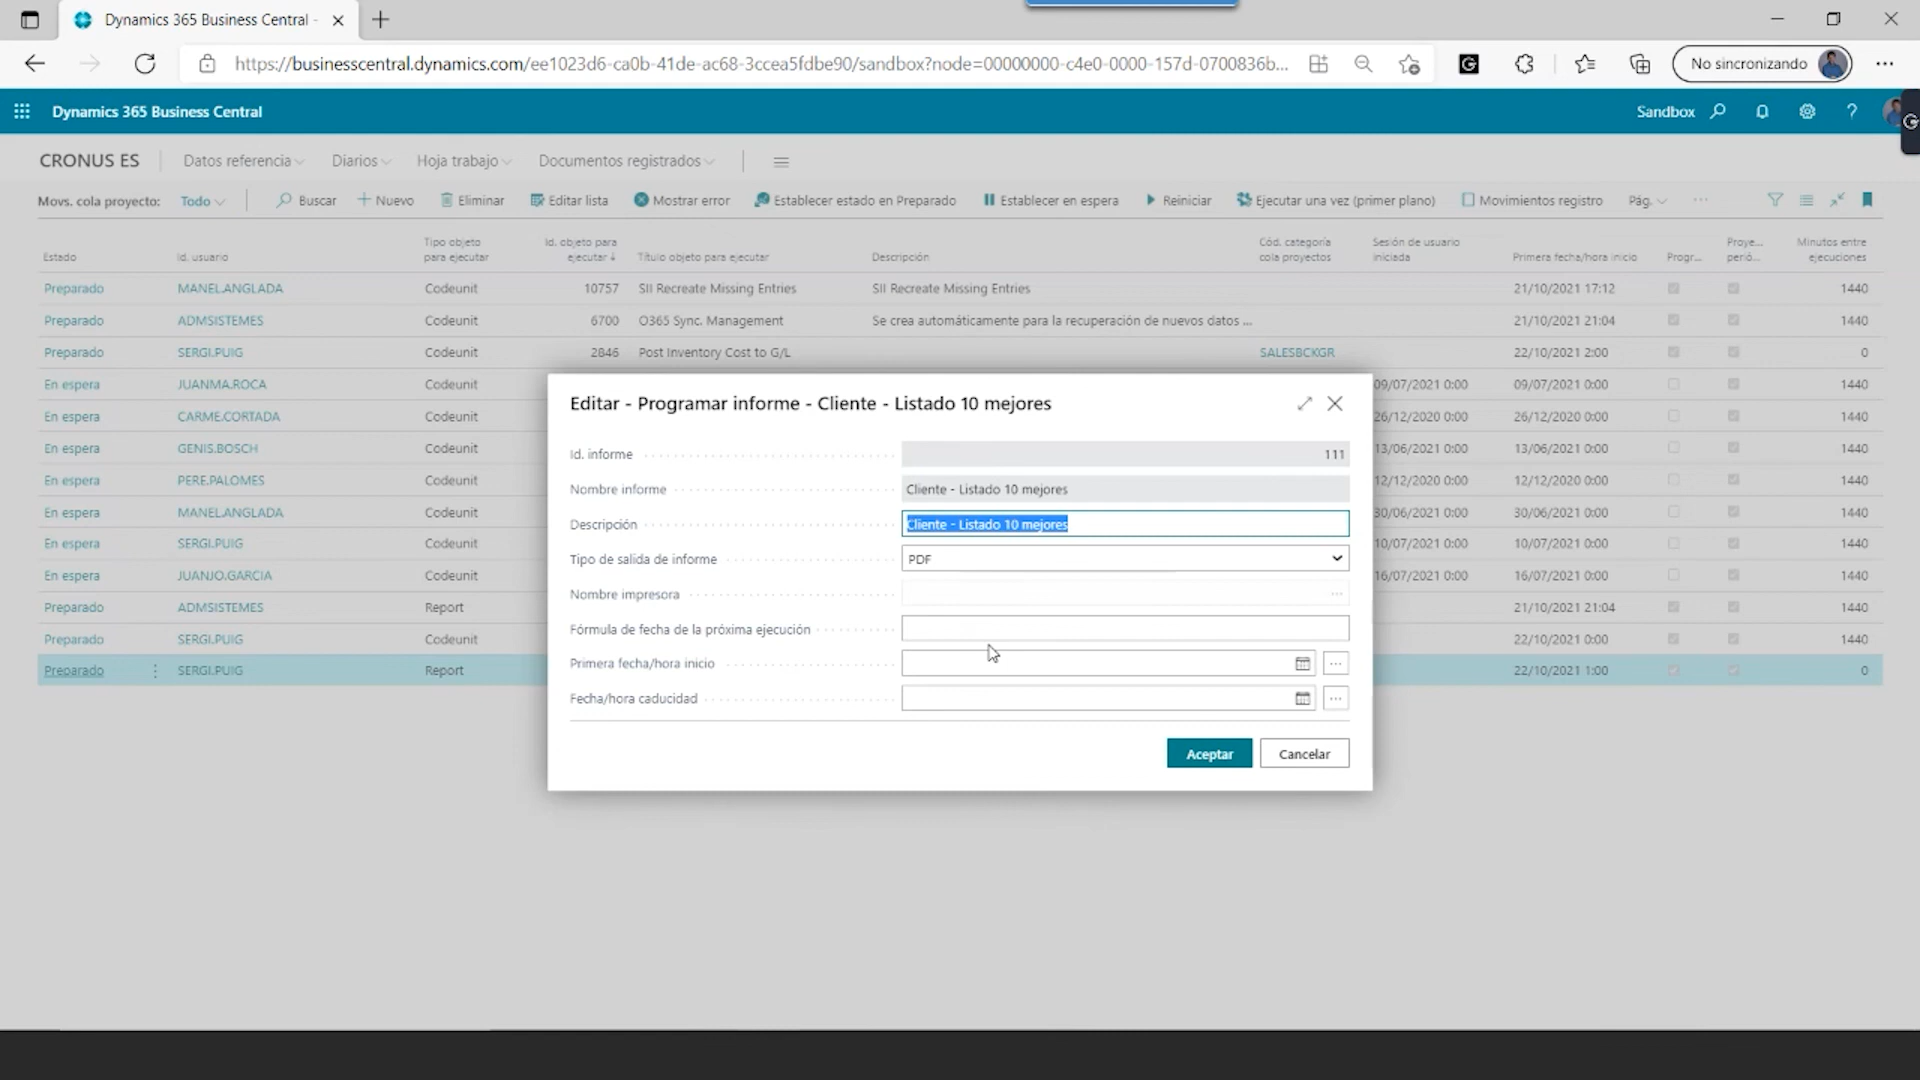 Dynamics 365 Business Central -
https://businesscentral.dynamics.com/ee1023d6-ca0b-41de-ac68-3ccea5fdbe90/sandbox?node=00000000-c4e0-0000-157d-0700836b...
No sincronizando
Dynamics 365 Business Central
Sandbox
CRONUS ES
Datos referencia
Diarios
Hoja trabajo
Documentos registrados
Movs. cola proyecto:
Todo
Buscar
Nuevo
Eliminar
Editar lista
Mostrar error
Establecer estado en Preparado
Establecer en espera
Reiniciar
Ejecutar una vez (primer plano)
Movimientos registro
Pág.
Estado
Id. usuario
Tipo objeto para ejecutar
Id. objeto para ejecutar ↓
Título objeto para ejecutar
Descripción
Cód. categoría cola proyectos
Sesión de usuario iniciada
Primera fecha/hora inicio
Progr...
Proye... perió...
Minutos entre ejecuciones
Preparado MANEL.ANGLADA Codeunit 10757 SII Recreate Missing Entries SII Recreate Missing Entries 21/10/2021 17:12 1440
Preparado ADMSISTEMES Codeunit 6700 O365 Sync. Management Se crea automáticamente para la recuperación de nuevos datos ... 21/10/2021 21:04 1440
Preparado SERGI.PUIG Codeunit 2846 Post Inventory Cost to G/L SALESBCKGR 22/10/2021 2:00 0
En espera JUANMA.ROCA Codeunit 09/07/2021 0:00 09/07/2021 0:00 1440
En espera CARME.CORTADA Codeunit 26/12/2020 0:00 26/12/2020 0:00 1440
En espera GENIS.BOSCH Codeunit 13/06/2021 0:00 13/06/2021 0:00 1440
En espera PERE.PALOMES Codeunit 12/12/2020 0:00 12/12/2020 0:00 1440
En espera MANEL.ANGLADA Codeunit 30/06/2021 0:00 30/06/2021 0:00 1440
En espera SERGI.PUIG Codeunit 10/07/2021 0:00 10/07/2021 0:00 1440
En espera JUANJO.GARCIA Codeunit 16/07/2021 0:00 16/07/2021 0:00 1440
Preparado ADMSISTEMES Report 21/10/2021 21:04 1440
Preparado SERGI.PUIG Codeunit 22/10/2021 0:00 1440
Preparado SERGI.PUIG Report 22/10/2021 1:00 0
Editar - Programar informe - Cliente - Listado 10 mejores
Id. informe 111
Nombre informe Cliente - Listado 10 mejores
Descripción Cliente - Listado 10 mejores
Tipo de salida de informe PDF
Nombre impresora
Fórmula de fecha de la próxima ejecución
Primera fecha/hora inicio
Fecha/hora caducidad
Aceptar
Cancelar